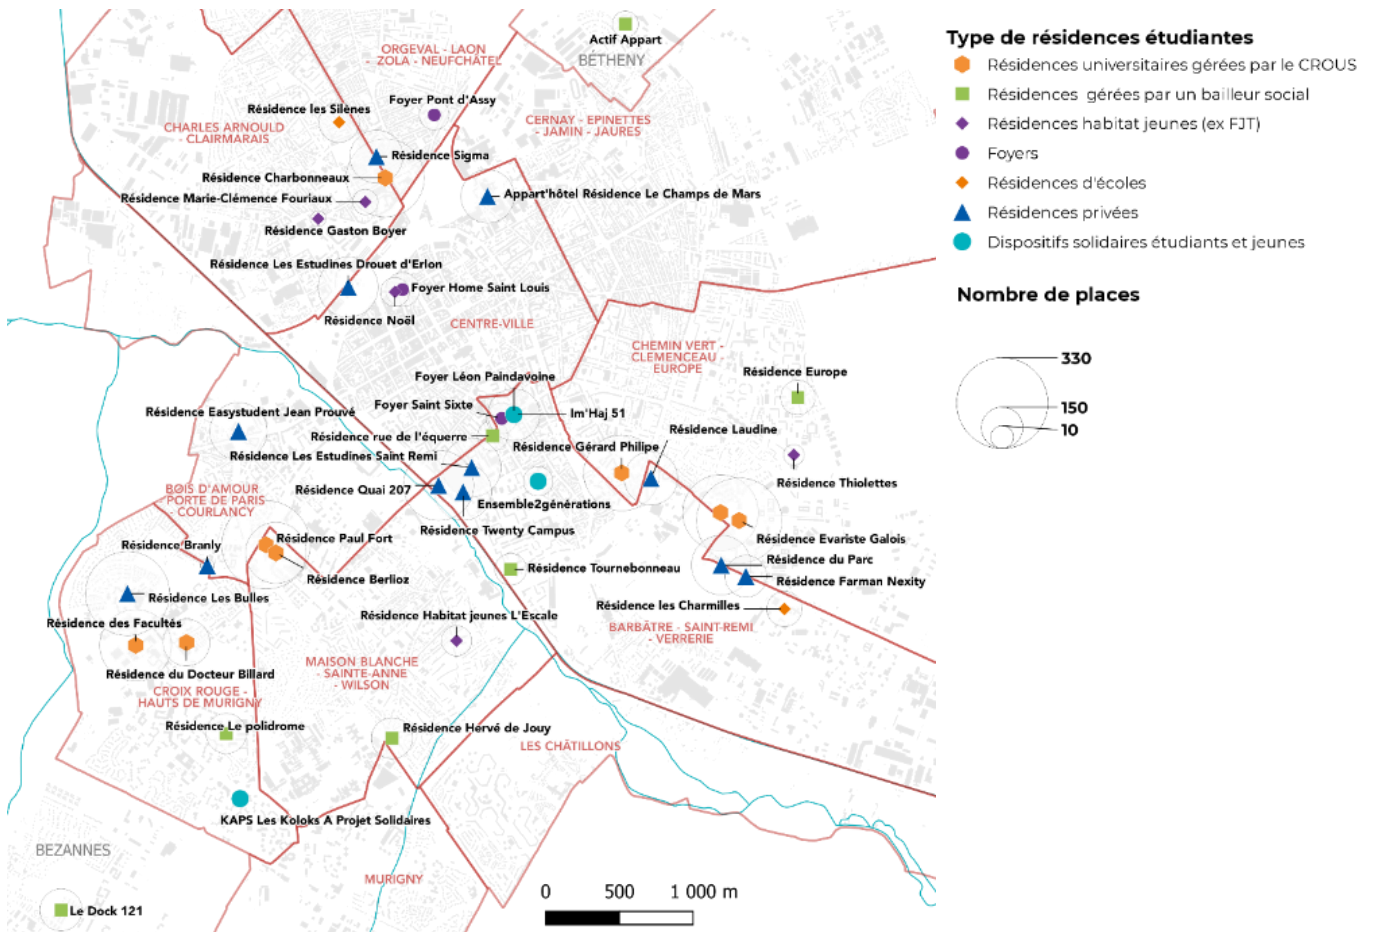 Actif Appart
BÉTHENY
ORGEVAL - LAON
- ZOLA - NEUFCHÂTEL
Foyer Pont d'Assy
Résidence les Silènes
CHARLES ARNOULD
- CLAIRMARAIS
CERNAY - EPINETTES
- JAMIN - JAURES
Résidence Sigma
Résidence Charbonneaux
Résidence Marie-Clémence Fouriaux
Appart'hôtel Résidence Le Champs de Mars
Résidence Gaston Boyer
Résidence Les Estudines Drouet d'Erlon
Foyer Home Saint Louis
Résidence Noël
CENTRE-VILLE
CHEMIN VERT -
CLEMENCEAU -
EUROPE
Résidence Europe
Foyer Léon Paindavoine
Foyer Saint Sixte
Im'Haj 51
Résidence Easystudent Jean Prouvé
Résidence rue de l'équerre
Résidence Laudine
Résidence Gérard Philipe
Résidence Les Estudines Saint Remi
Résidence Thiolettes
Résidence Quai 207
BOIS D'AMOUR
- PORTE DE PARIS
- COURLANCY
Ensemble2générations
Résidence Twenty Campus
Résidence Paul Fort
Résidence Evariste Galois
Résidence Branly
Résidence du Parc
Résidence Tournebonneau
Résidence Berlioz
Résidence Farman Nexity
Résidence Les Bulles
Résidence les Charmilles
Résidence Habitat jeunes L'Escale
Résidence des Facultés
BARBÂTRE - SAINT-REMI
- VERRERIE
MAISON BLANCHE
- SAINTE-ANNE
- WILSON
Résidence du Docteur Billard
CROIX ROUGE -
HAUTS DE MURIGNY
Résidence Le polidrome
Résidence Hervé de Jouy
LES CHÂTILLONS
KAPS Les Koloks A Projet Solidaires
BEZANNES
MURIGNY
Le Dock 121
0 500 1 000 m
Type de résidences étudiantes
Résidences universitaires gérées par le CROUS
Résidences gérées par un bailleur social
Résidences habitat jeunes (ex FJT)
Foyers
Résidences d'écoles
Résidences privées
Dispositifs solidaires étudiants et jeunes
Nombre de places
330
150
10